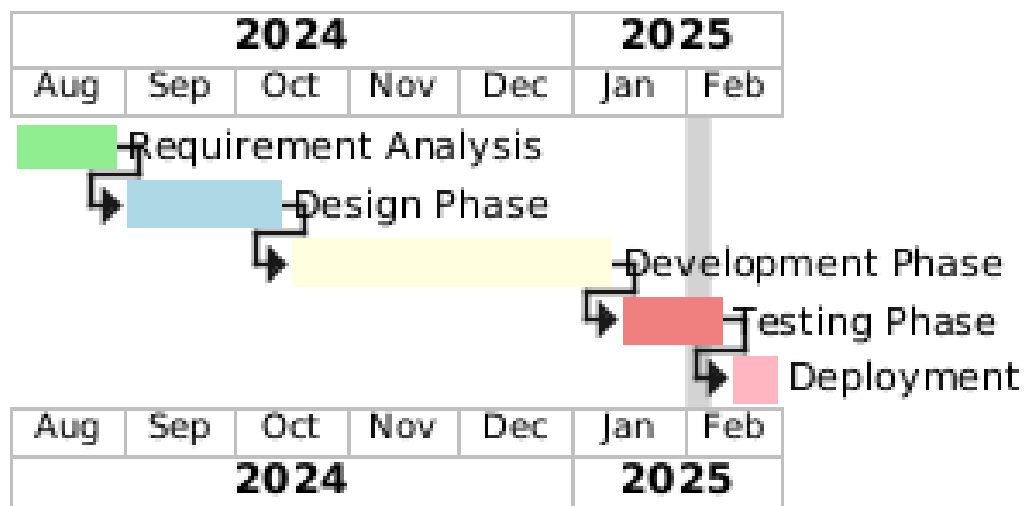 2024 2025
Aug Sep Oct Nov Dec Jan Feb
Requirement Analysis
Design Phase
Development Phase
Testing Phase
Deployment
Aug Sep Oct Nov Dec Jan Feb
2024 2025